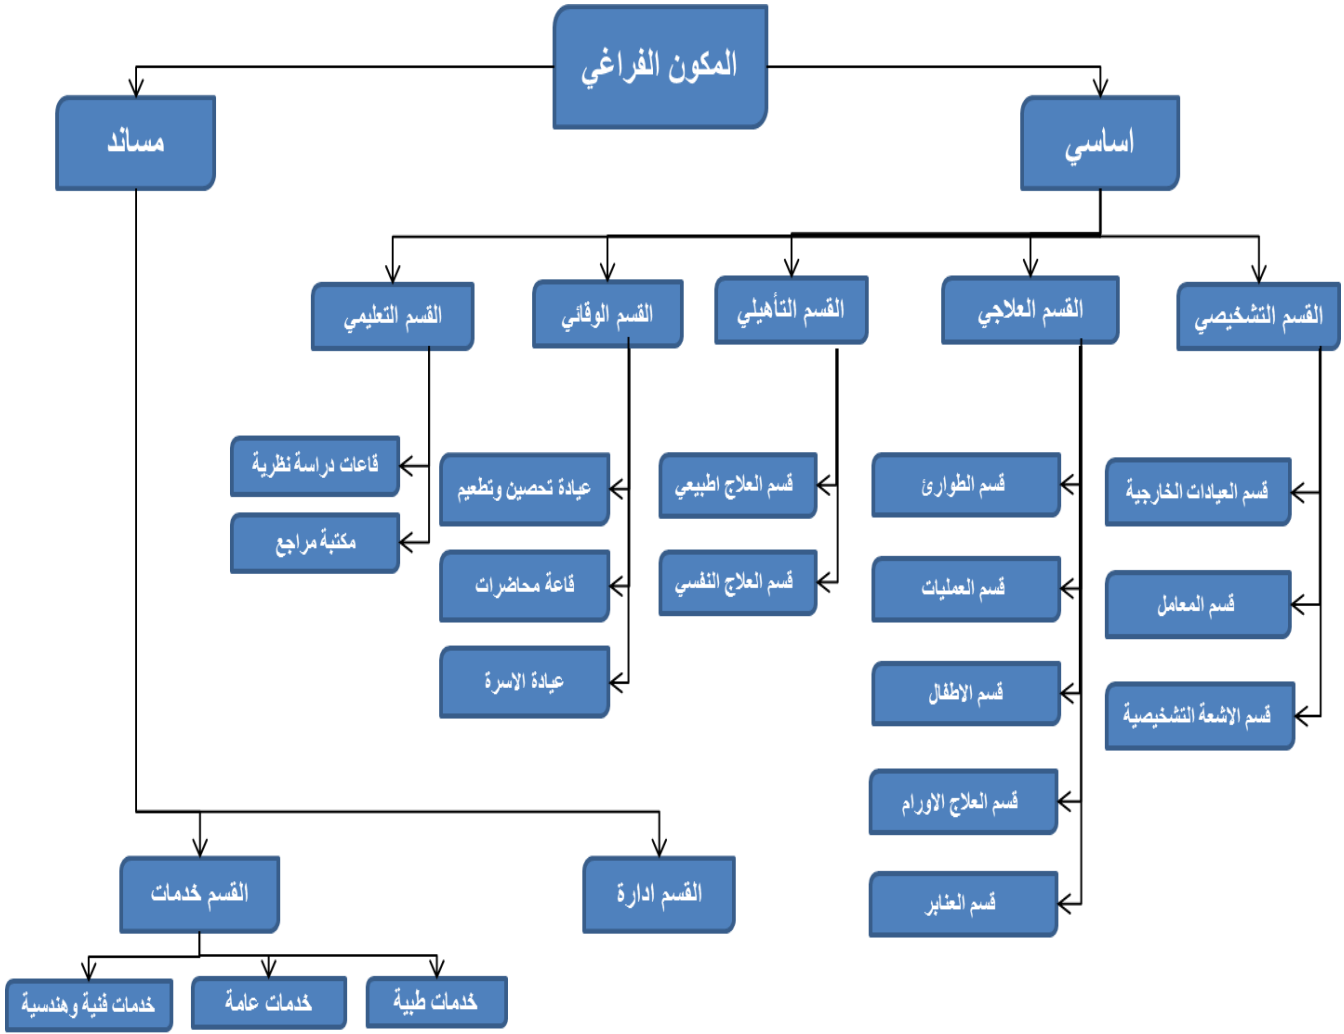 المكون الفراغي
اساسي
مساند
القسم التشخيصي
القسم العلاجي
القسم التأهيلي
القسم الوقائي
القسم التعليمي
قسم العيادات الخارجية
قسم المعامل
قسم الاشعة التشخيصية
قسم الطوارئ
قسم العمليات
قسم الاطفال
قسم العلاج الاورام
قسم العنابر
قسم العلاج اطبيعي
قسم العلاج النفسي
عيادة تحصين وتطعيم
قاعة محاضرات
عيادة الاسرة
قاعات دراسة نظرية
مكتبة مراجع
القسم ادارة
القسم خدمات
خدمات طبية
خدمات عامة
خدمات فنية وهندسية